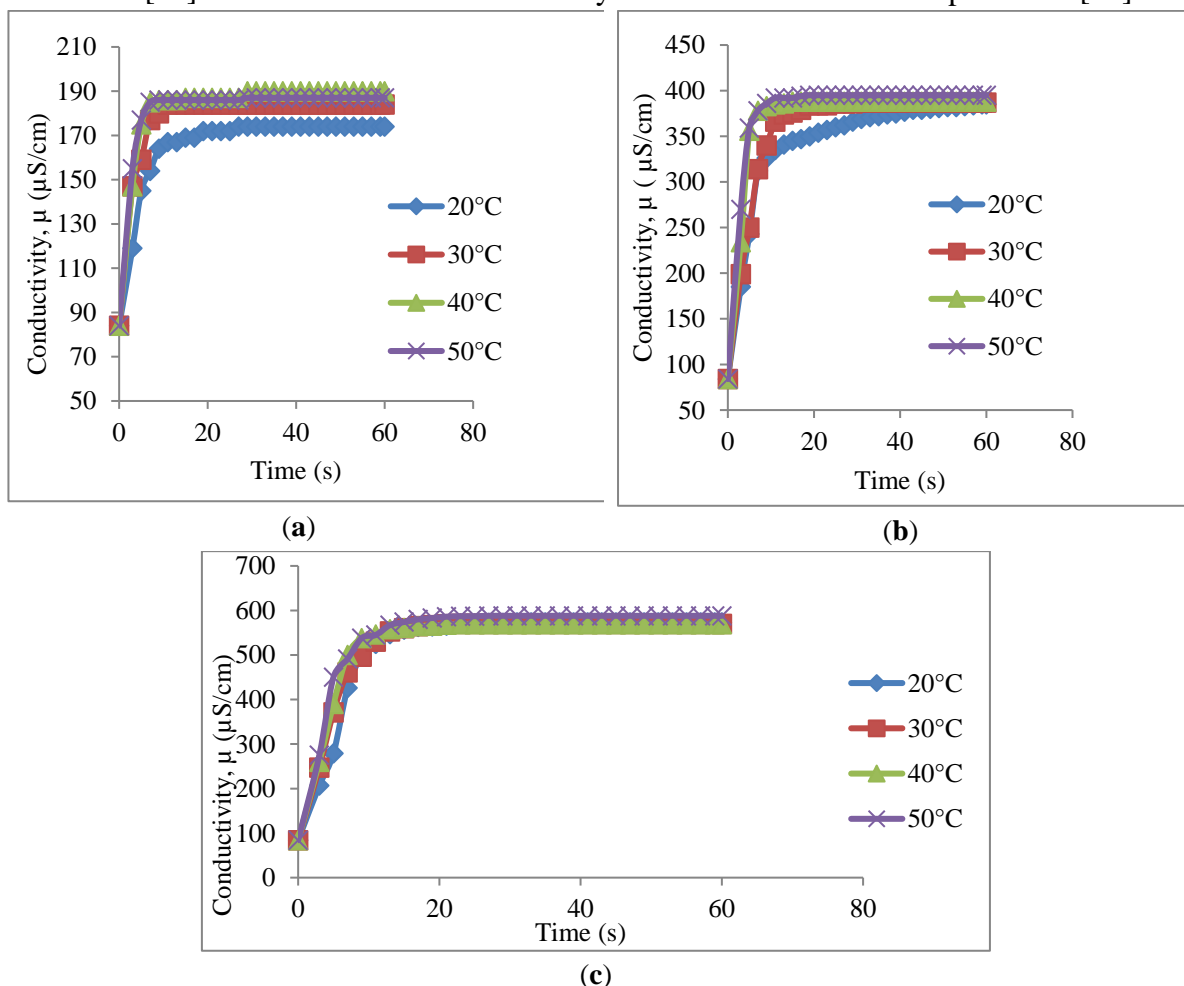 210
190
170
150
130
110
90
70
50
Conductivity, µ (µS/cm)
0 20 40 60 80
Time (s)
20°C
30°C
40°C
50°C
(a)
450
400
350
300
250
200
150
100
50
Conductivity, µ ( µS/cm)
0 20 40 60 80
Time (s)
20°C
30°C
40°C
50°C
(b)
700
600
500
400
300
200
100
0
Conductivity, µ (µS/cm)
0 20 40 60 80
Time (s)
20°C
30°C
40°C
50°C
(c)